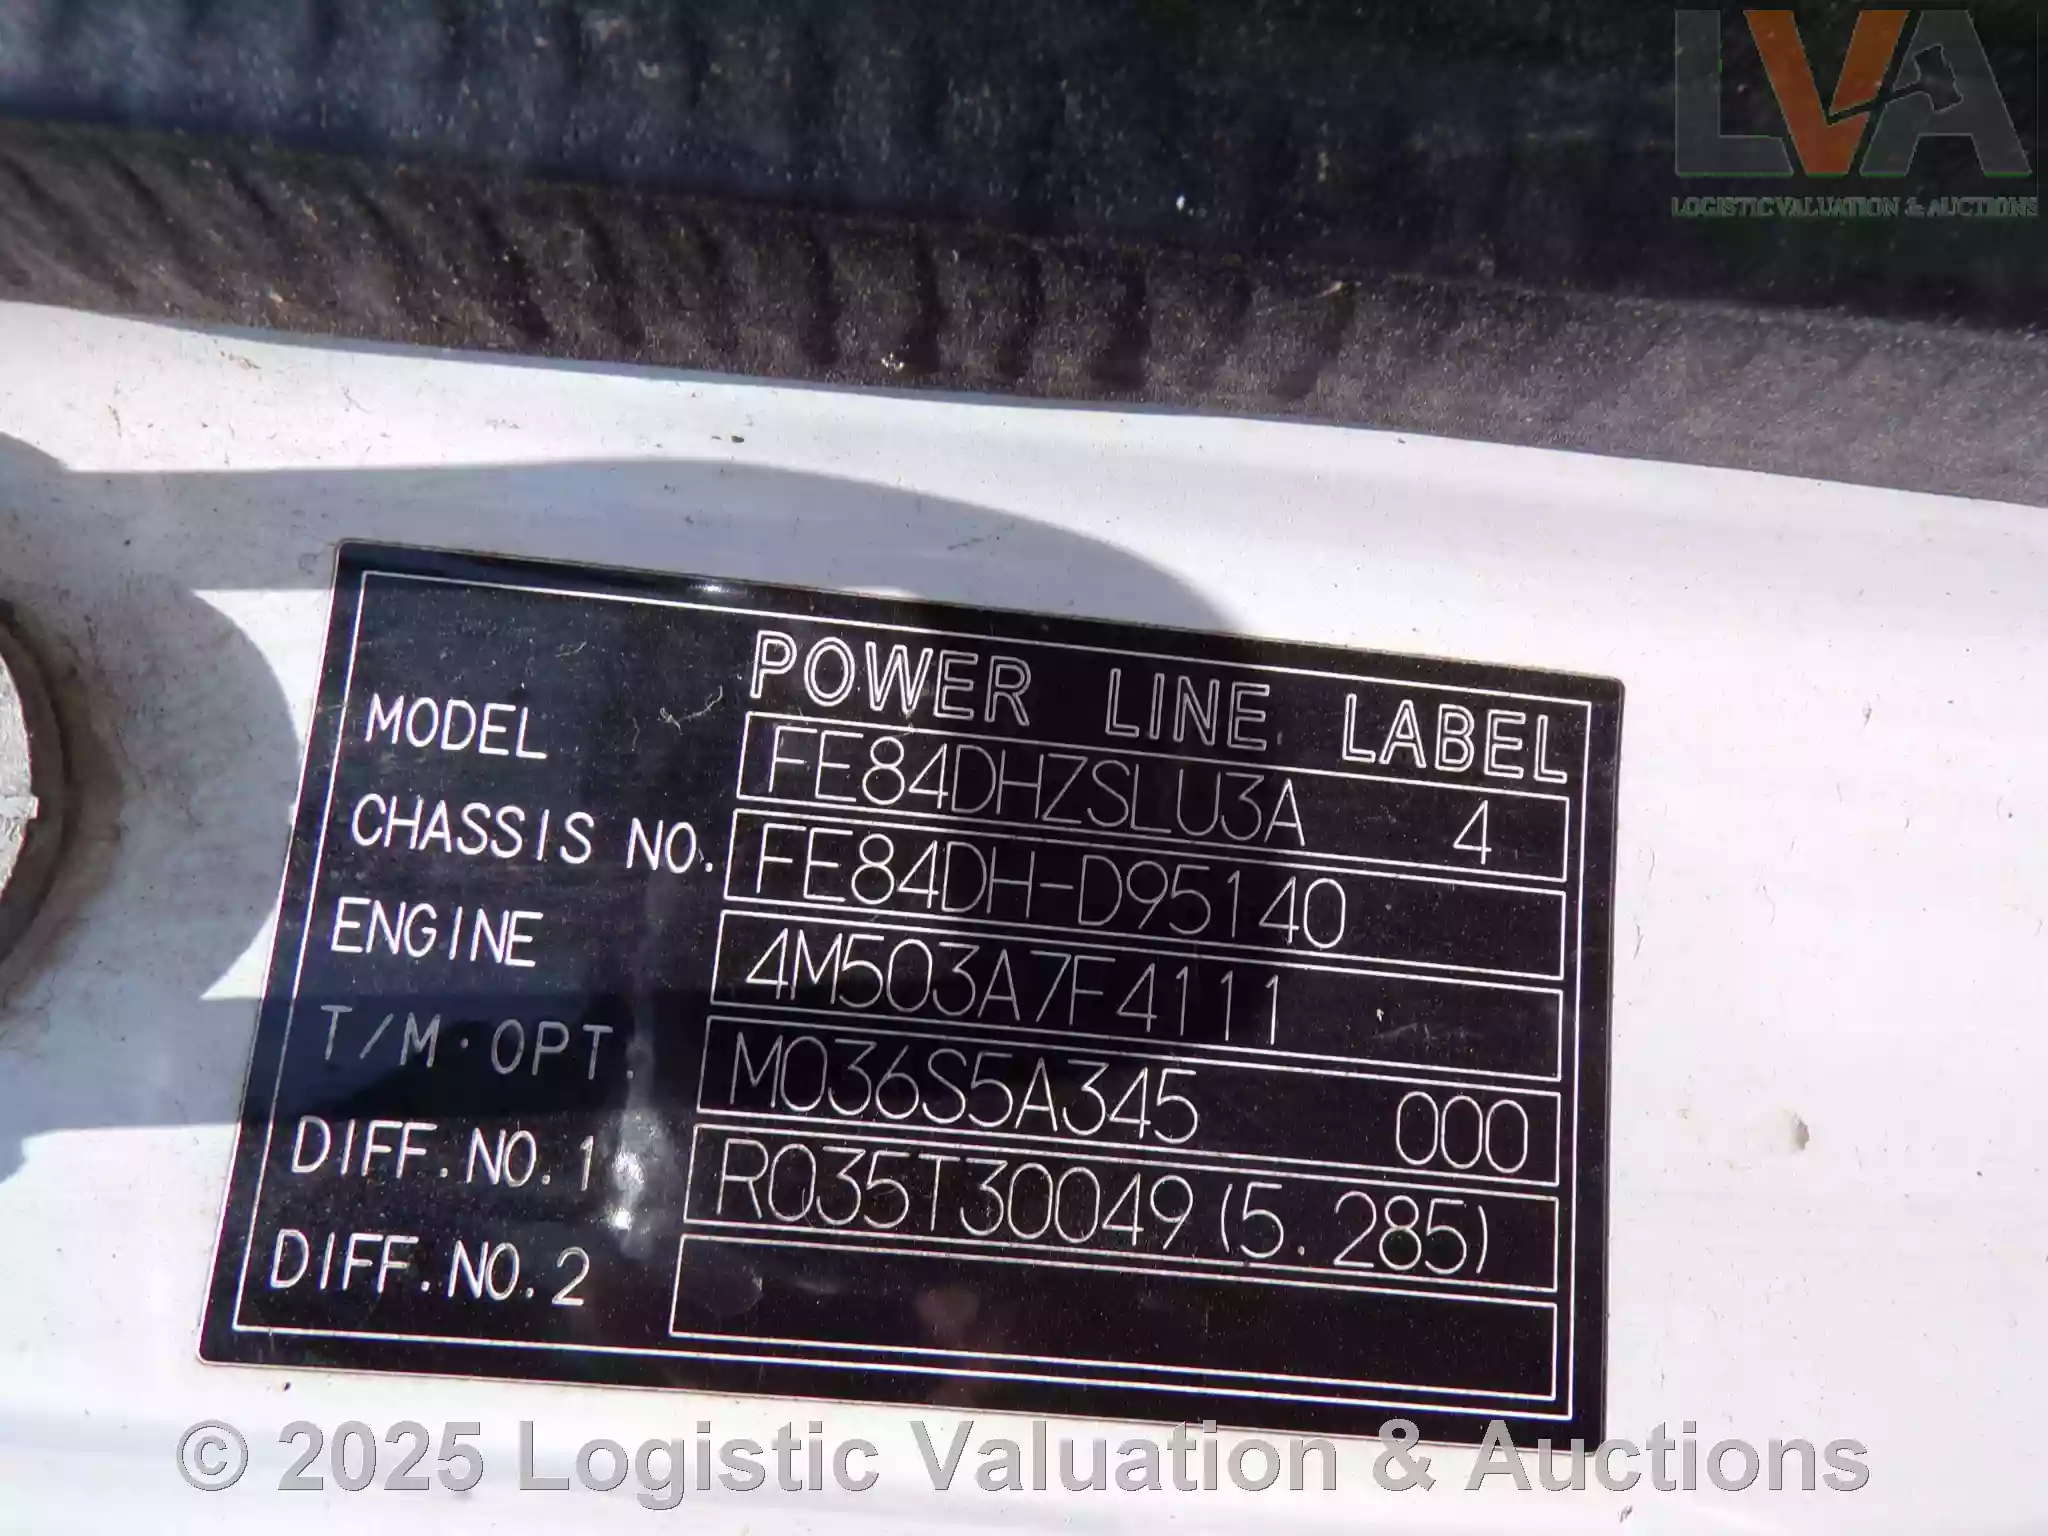 LVA
LOGISTIC VALUATION & AUCTIONS
POWER LINE LABEL
MODEL FE84DHZSLU3A 4
CHASSIS NO. FE84DH-D95140
ENGINE 4M503A7F4111
T/M·OPT. M036S5A345 000
DIFF.NO.1 R035T30049(5.285)
DIFF.NO.2
© 2025 Logistic Valuation & Auctions